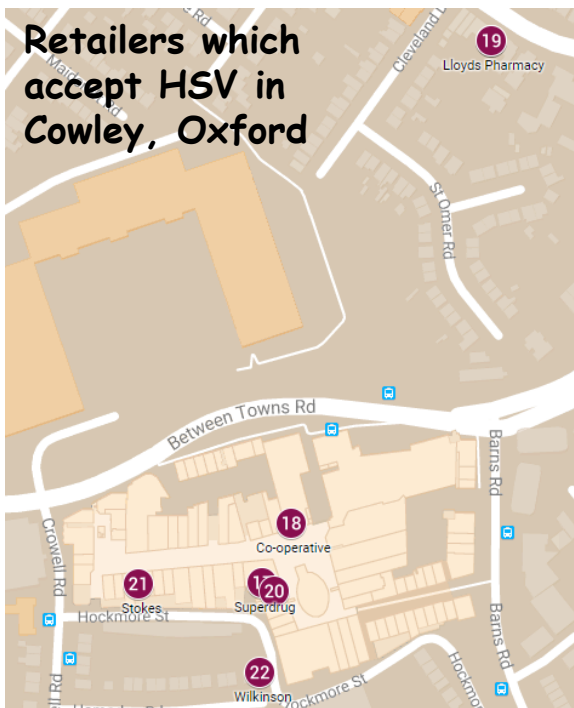 Retailers which
accept HSV in
Cowley, Oxford
19
Lloyds Pharmacy
St Omer Rd
Between Towns Rd
Barns Rd
18
Co-operative
Crowell Rd
21
Stokes
20
Superdrug
Hockmore St
Barns Rd
22
Wilkinson